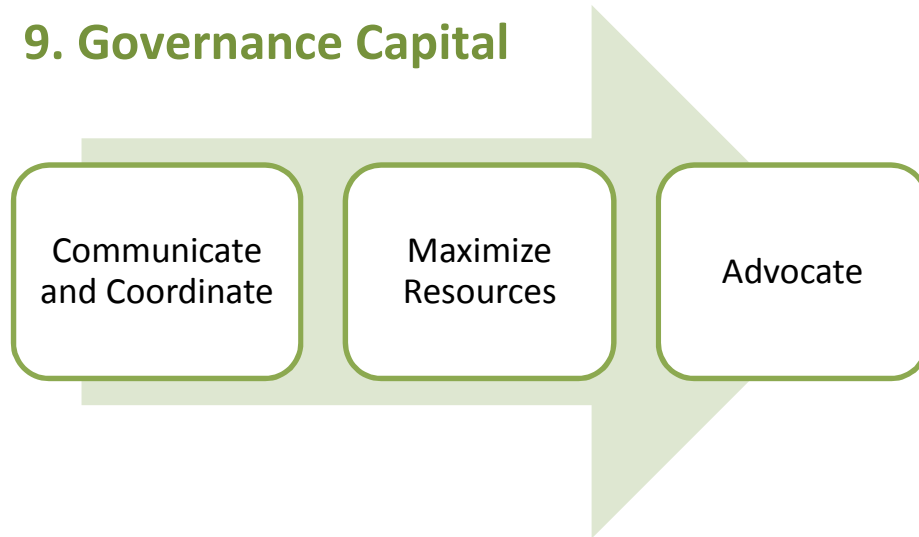 9. Governance Capital
Communicate
and Coordinate
Maximize
Resources
Advocate